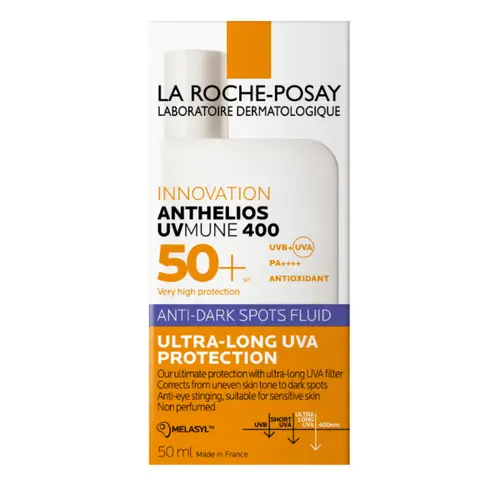 LA ROCHE-POSAY
LABORATOIRE DERMATOLOGIQUE
INNOVATION
ANTHELIOS
UVMUNE 400
50+
Very high protection
UVB+UVA
PA++++
ANTIOXIDANT
ANTI-DARK SPOTS FLUID
ULTRA-LONG UVA
PROTECTION
Our ultimate protection with ultra-long UVA filter
Corrects from uneven skin tone to dark spots
Anti-eye stinging, suitable for sensitive skin
Non perfumed
MELASYL™
UVB
SHORT UVA
ULTRA LONG UVA
400nm
50 ml Made in France